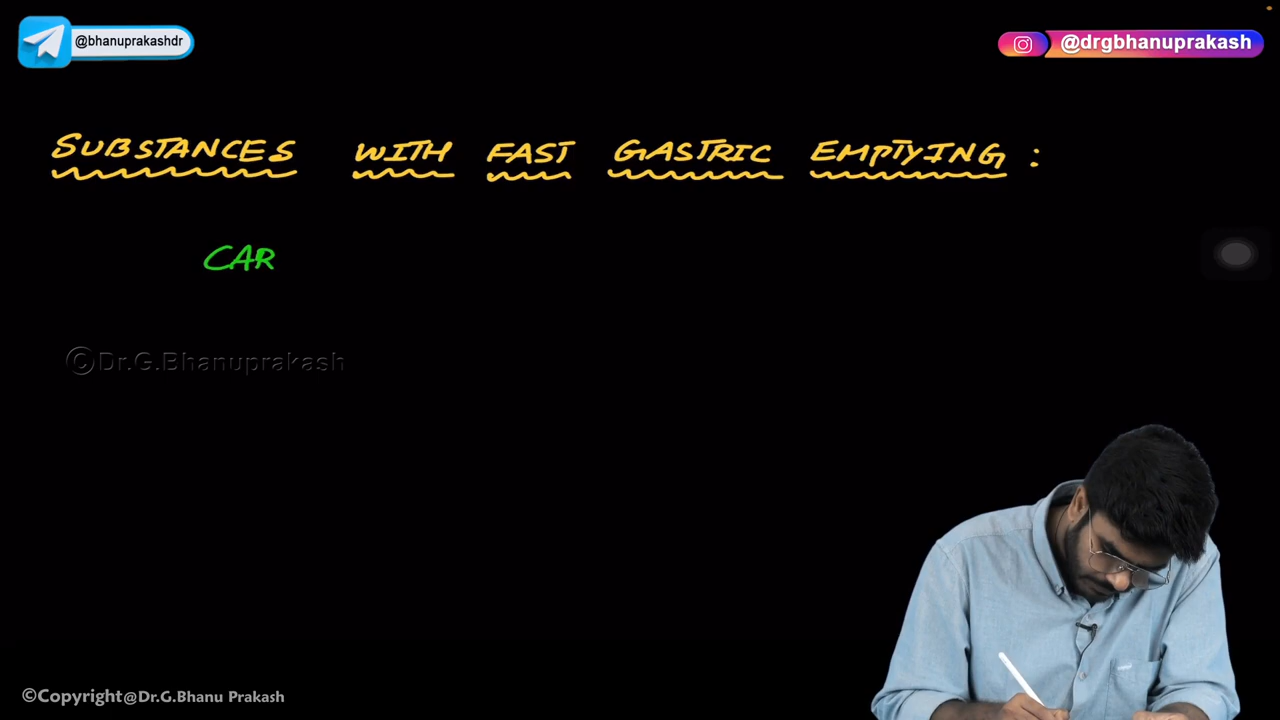 @bhanuprakashdr
@drgbhanuprakash
SUBSTANCES WITH FAST GASTRIC EMPTYING :
CAR
©Dr.G.Bhanuprakash
©Copyright@Dr.G.Bhanu Prakash